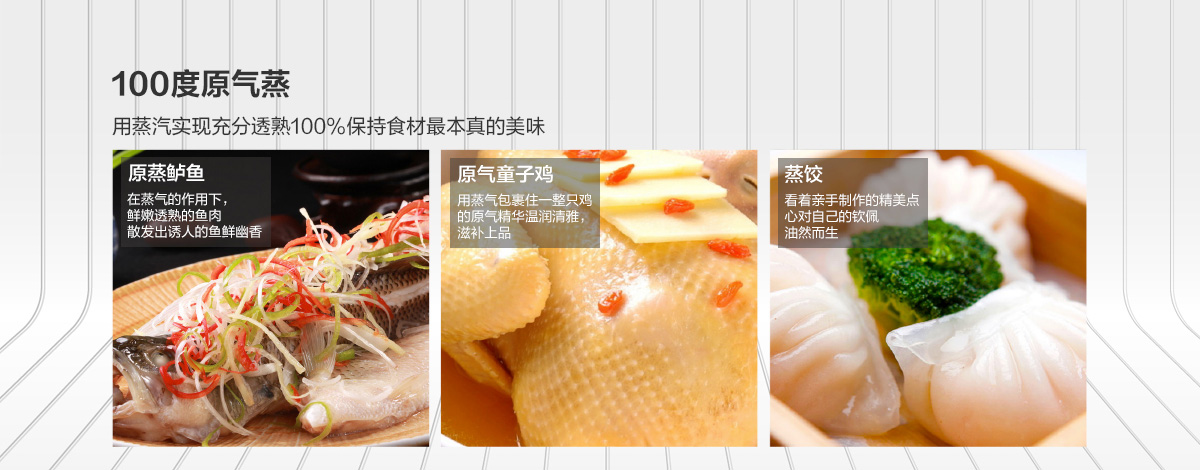 100度原气蒸
用蒸汽实现充分透熟100%保持食材最本真的美味
原蒸鲈鱼
在蒸气的作用下，
鲜嫩透熟的鱼肉
散发出诱人的鱼鲜幽香
原气童子鸡
用蒸气包裹住一整只鸡
的原气精华温润清雅，
滋补上品
蒸饺
看着亲手制作的精美点
心对自己的钦佩
油然而生